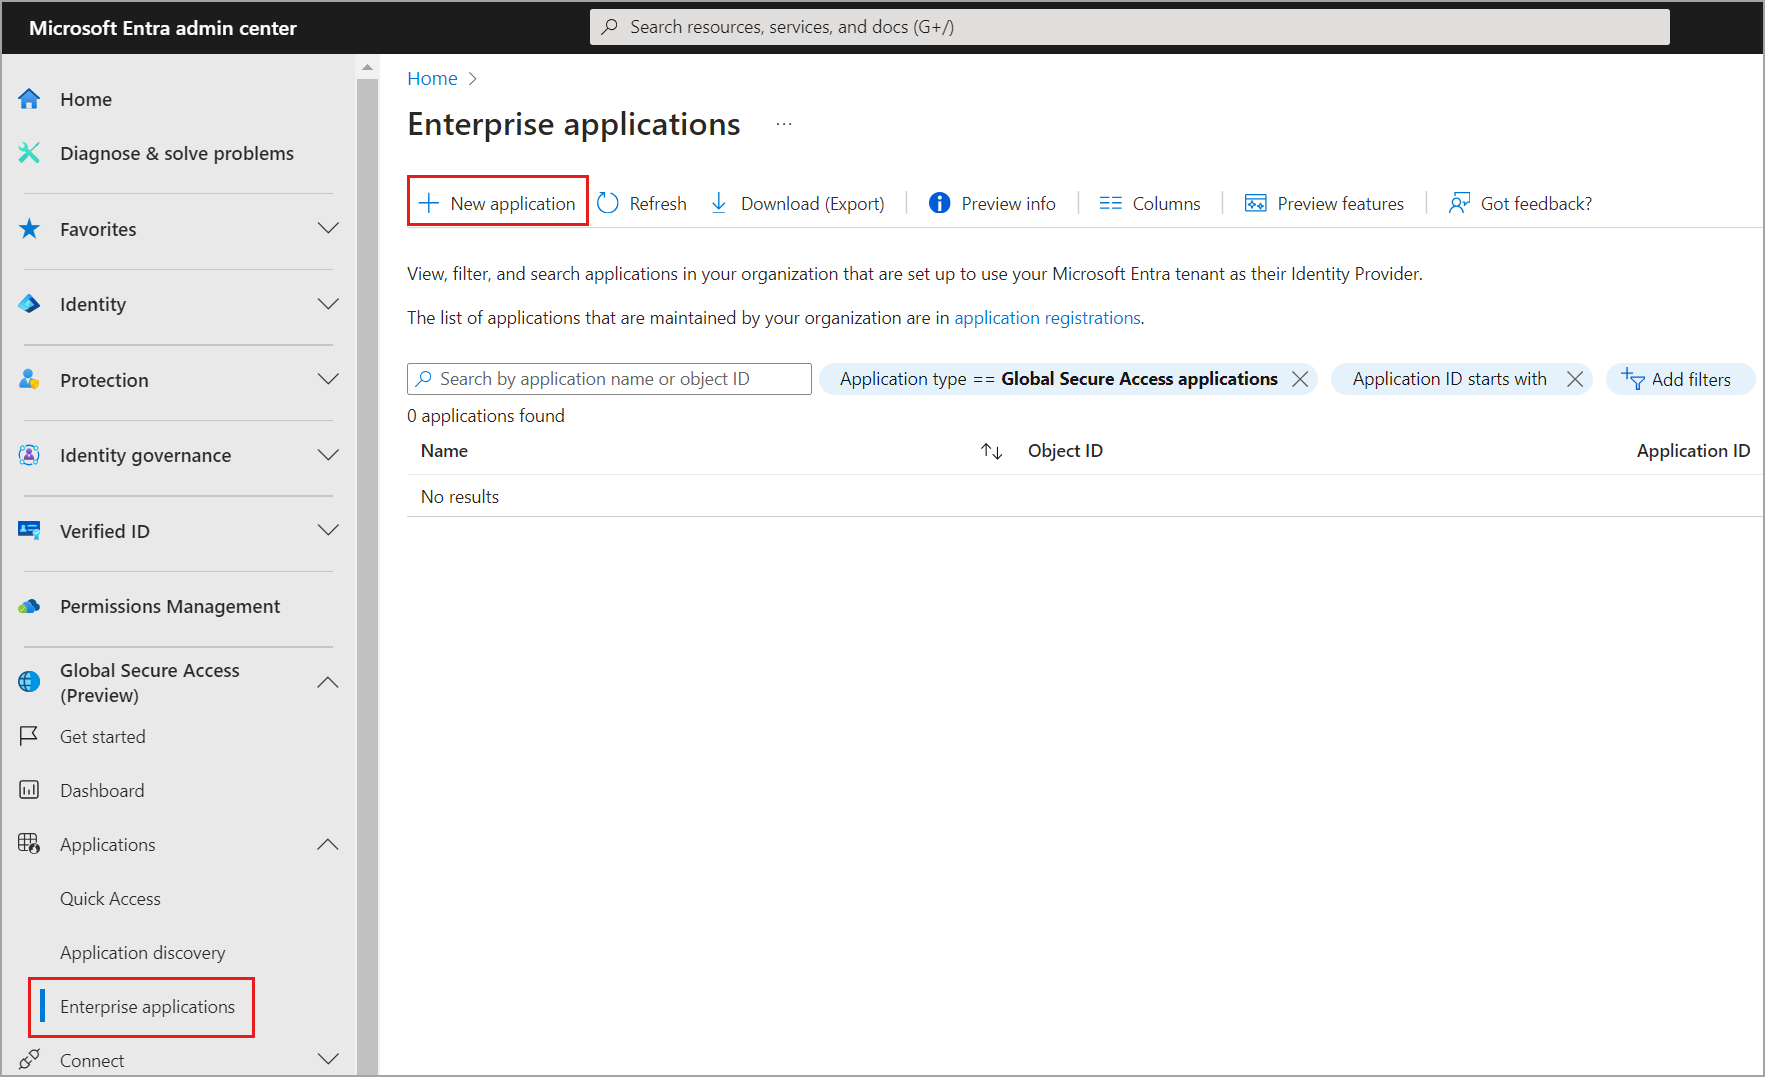 Microsoft Entra admin center
Search resources, services, and docs (G+/)
Home
Diagnose & solve problems
Favorites
Identity
Protection
Identity governance
Verified ID
Permissions Management
Global Secure Access
(Preview)
Get started
Dashboard
Applications
Quick Access
Application discovery
Enterprise applications
Connect
Home >
Enterprise applications ...
New application Refresh Download (Export) Preview info Columns Preview features Got feedback?
View, filter, and search applications in your organization that are set up to use your Microsoft Entra tenant as their Identity Provider.
The list of applications that are maintained by your organization are in application registrations.
Search by application name or object ID Application type == Global Secure Access applications Application ID starts with Add filters
0 applications found
Name Object ID Application ID
No results